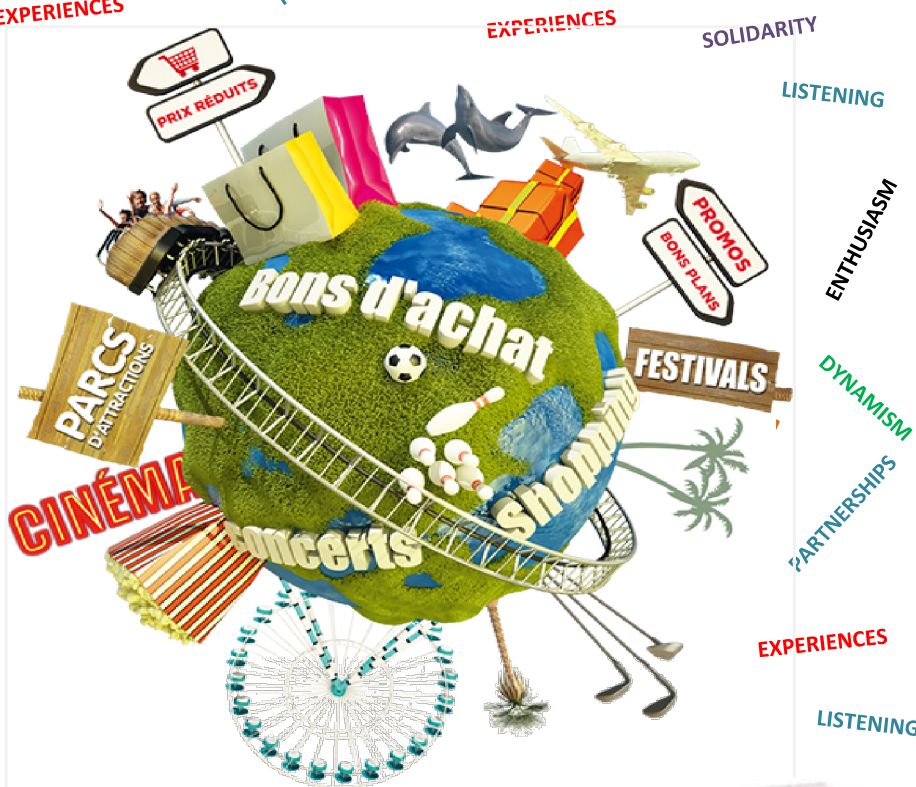 EXPERIENCES
EXPERIENCES
SOLIDARITY
PRIX RÉDUITS
LISTENING
PROMOS
BONS PLANS
ENTHUSIASM
Bons d'achat
PARCS
D'ATTRACTIONS
FESTIVALS
DYNAMISM
CINÉMA
Shopping
concerts
PARTNERSHIPS
EXPERIENCES
LISTENING